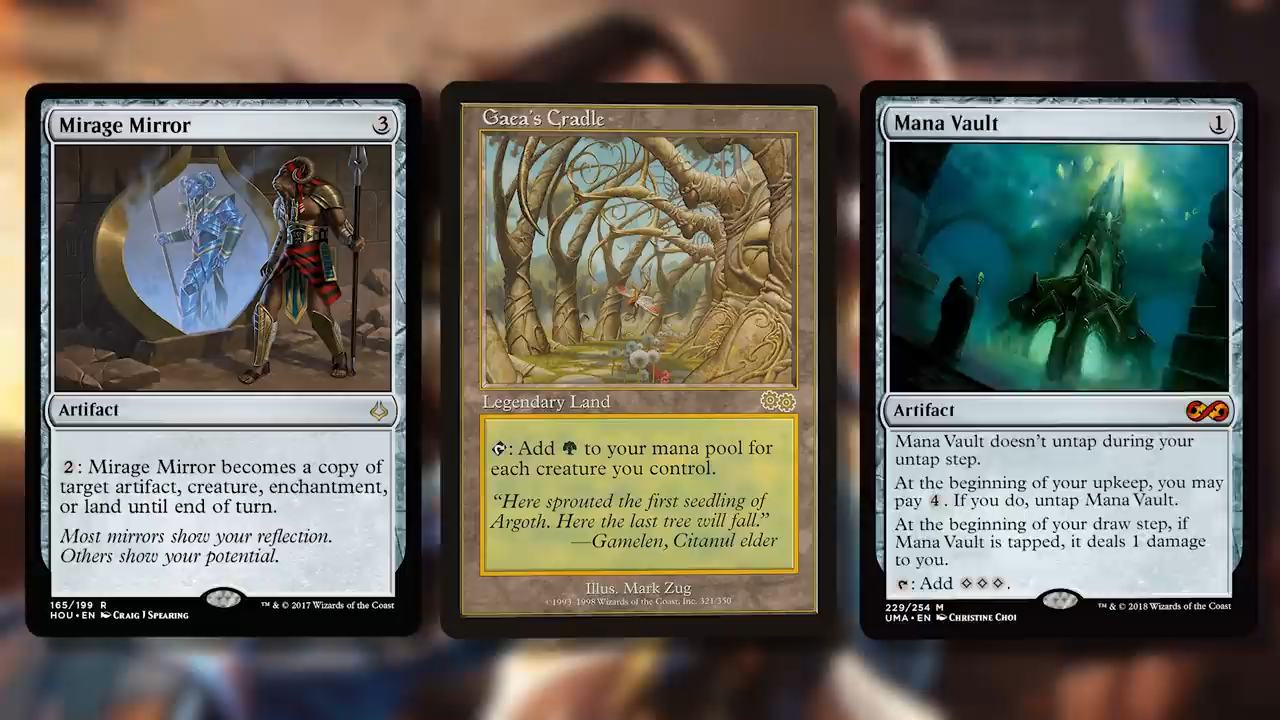 Mirage Mirror 3
Artifact
2: Mirage Mirror becomes a copy of
target artifact, creature, enchantment,
or land until end of turn.
Most mirrors show your reflection.
Others show your potential.
165/199 R
HOU • EN Craig J Spearing
™ & © 2017 Wizards of the Coast
Gaea's Cradle
Legendary Land
: Add to your mana pool for
each creature you control.
"Here sprouted the first seedling of
Argoth. Here the last tree will fall."
—Gamelen, Citanul elder
Illus. Mark Zug
©1993-1998 Wizards of the Coast, Inc. 321/350
Mana Vault 1
Artifact
Mana Vault doesn't untap during your
untap step.
At the beginning of your upkeep, you may
pay 4. If you do, untap Mana Vault.
At the beginning of your draw step, if
Mana Vault is tapped, it deals 1 damage
to you.
: Add .
229/254 M
UMA • EN Christine Choi
™ & © 2018 Wizards of the Coast